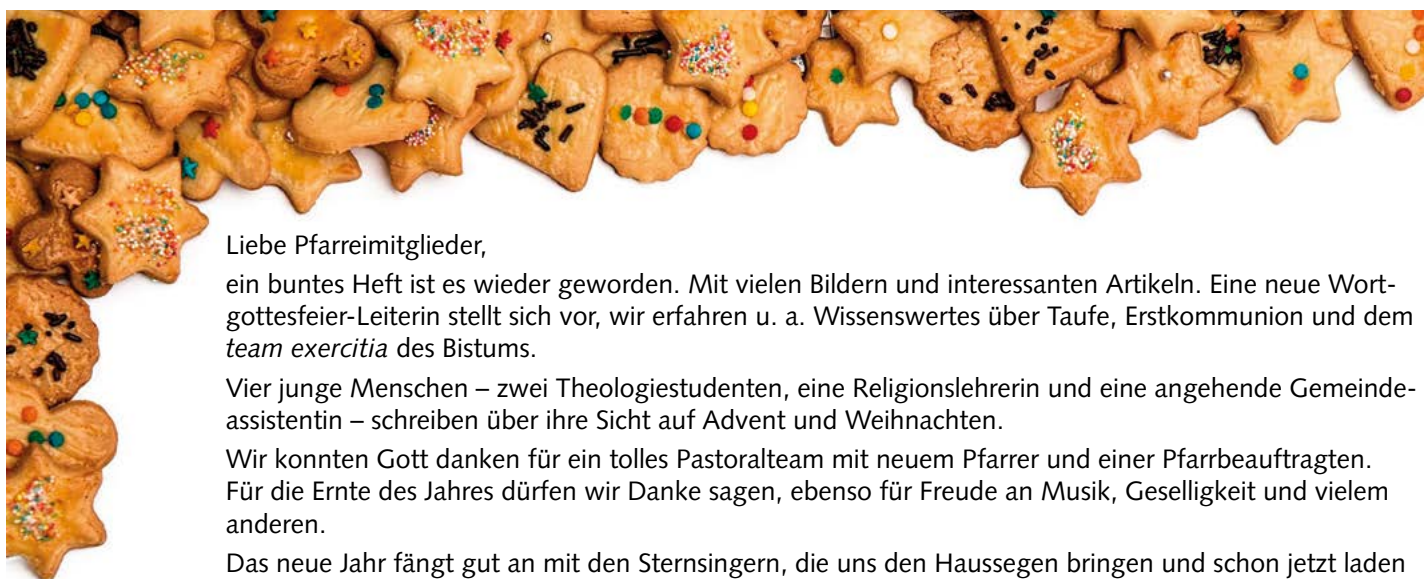 Liebe Pfarreimitglieder,
ein buntes Heft ist es wieder geworden. Mit vielen Bildern und interessanten Artikeln. Eine neue Wort-
gottesfeier-Leiterin stellt sich vor, wir erfahren u. a. Wissenswertes über Taufe, Erstkommunion und dem
team exercitia des Bistums.
Vier junge Menschen – zwei Theologiestudenten, eine Religionslehrerin und eine angehende Gemeinde-
assistentin – schreiben über ihre Sicht auf Advent und Weihnachten.
Wir konnten Gott danken für ein tolles Pastoralteam mit neuem Pfarrer und einer Pfarrbeauftragten.
Für die Ernte des Jahres dürfen wir Danke sagen, ebenso für Freude an Musik, Geselligkeit und vielem
anderen.
Das neue Jahr fängt gut an mit den Sternsingern, die uns den Haussegen bringen und schon jetzt laden